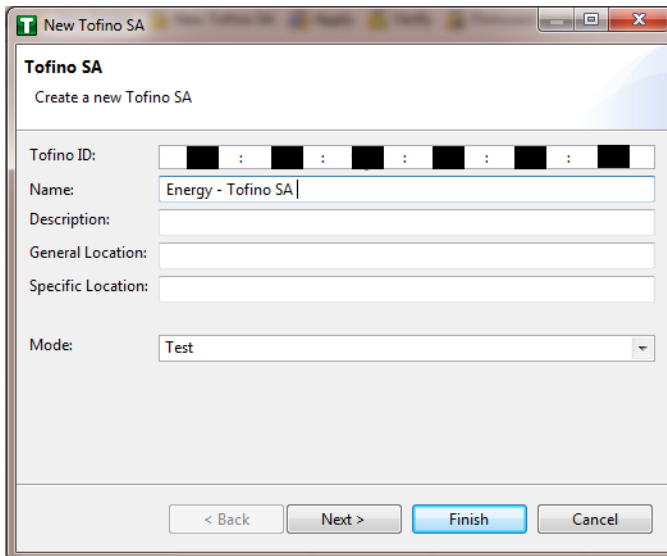 New Tofino SA
Tofino SA
Create a new Tofino SA
Tofino ID: : : : : :
Name: Energy - Tofino SA
Description:
General Location:
Specific Location:
Mode: Test
< Back Next > Finish Cancel